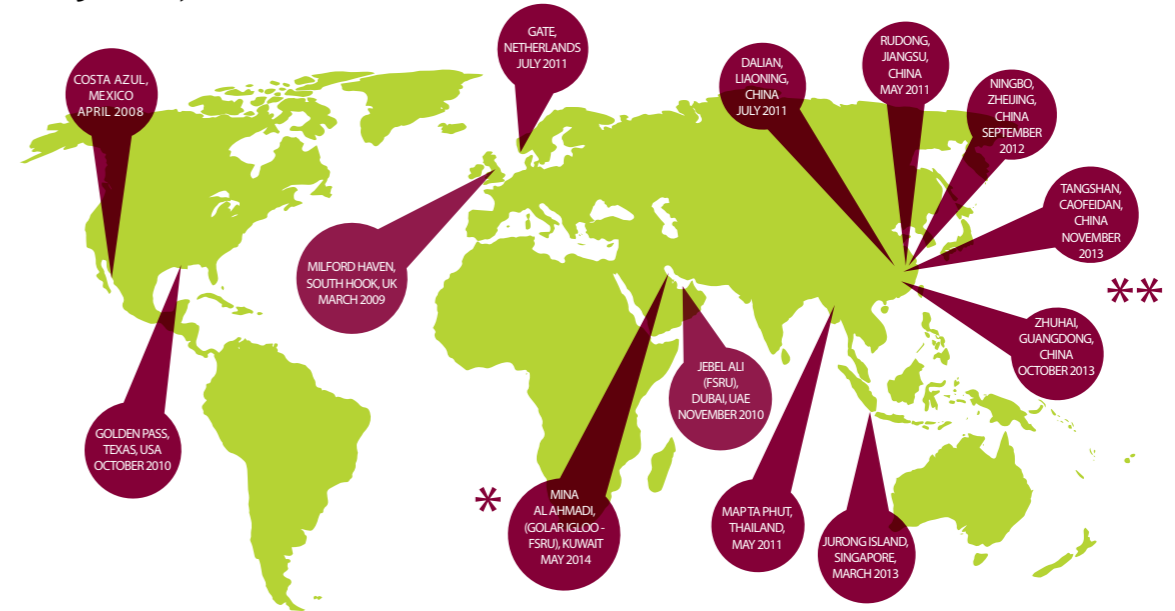 COSTA AZUL,
MEXICO
APRIL 2008
GATE,
NETHERLANDS
JULY 2011
DALIAN,
LIAONING,
CHINA
JULY 2011
RUDONG,
JIANGSU,
CHINA
MAY 2011
NINGBO,
ZHEIJING,
CHINA
SEPTEMBER
2012
TANGSHAN,
CAOFEIDAN,
CHINA
NOVEMBER
2013
**
MILFORD HAVEN,
SOUTH HOOK, UK
MARCH 2009
ZHUHAI,
GUANGDONG,
CHINA
OCTOBER 2013
JEBEL ALI
(FSRU),
DUBAI, UAE
NOVEMBER 2010
GOLDEN PASS,
TEXAS, USA
OCTOBER 2010
*
MINA
AL AHMADI,
(GOLAR IGLOO -
FSRU), KUWAIT
MAY 2014
MAP TA PHUT,
THAILAND,
MAY 2011
JURONG ISLAND,
SINGAPORE,
MARCH 2013